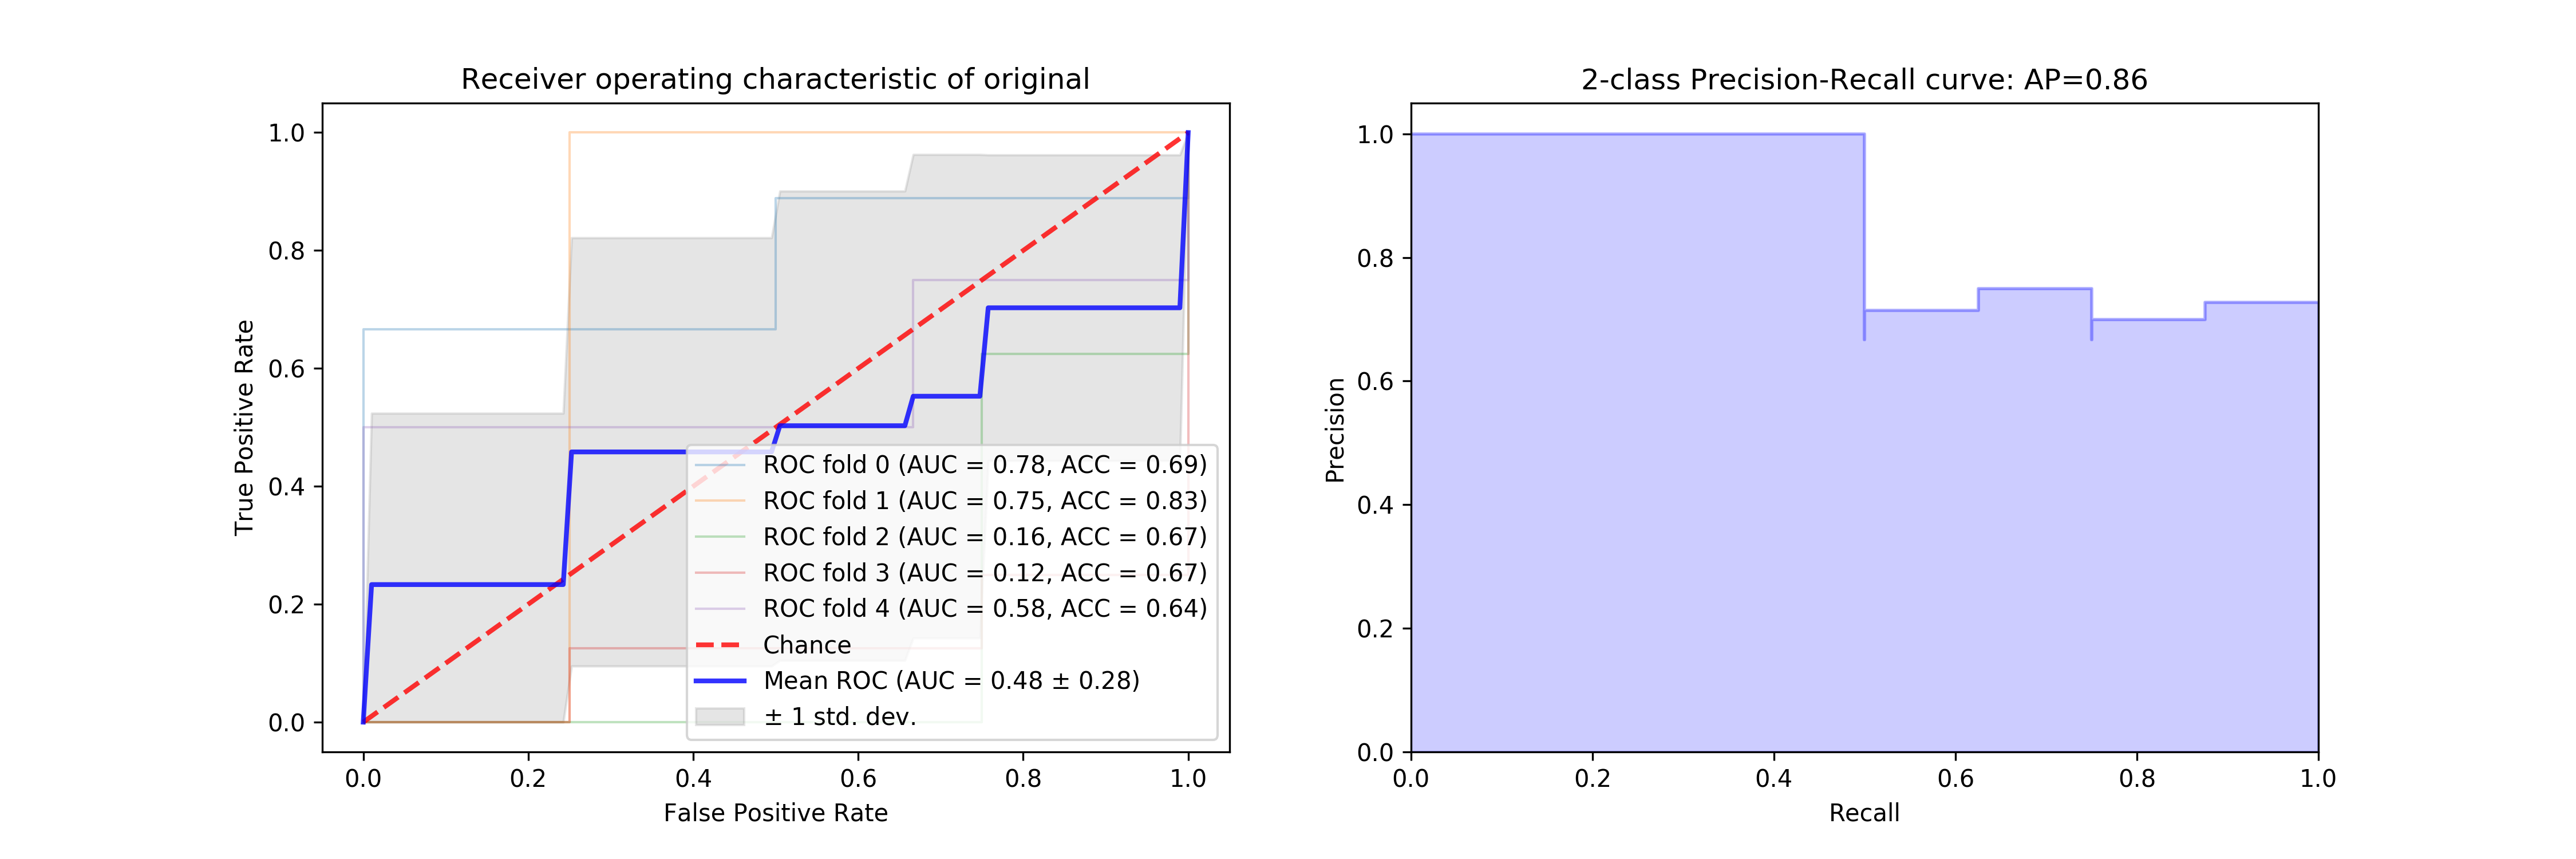 Receiver operating characteristic of original
True Positive Rate
1.0
0.8
0.6
0.4
0.2
0.0
0.0 0.2 0.4 0.6 0.8 1.0
False Positive Rate
ROC fold 0 (AUC = 0.78, ACC = 0.69)
ROC fold 1 (AUC = 0.75, ACC = 0.83)
ROC fold 2 (AUC = 0.16, ACC = 0.67)
ROC fold 3 (AUC = 0.12, ACC = 0.67)
ROC fold 4 (AUC = 0.58, ACC = 0.64)
Chance
Mean ROC (AUC = 0.48 ± 0.28)
± 1 std. dev.
2-class Precision-Recall curve: AP=0.86
Precision
1.0
0.8
0.6
0.4
0.2
0.0
0.0 0.2 0.4 0.6 0.8 1.0
Recall